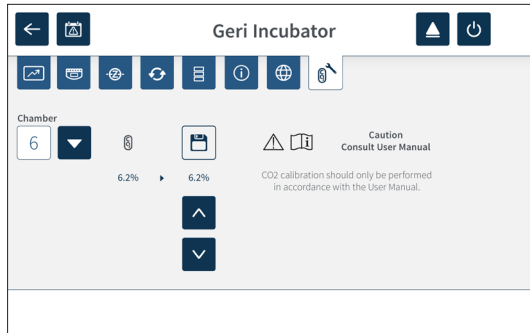 Geri Incubator
Chamber
6
6.2%
6.2%
Caution
Consult User Manual
CO2 calibration should only be performed
in accordance with the User Manual.